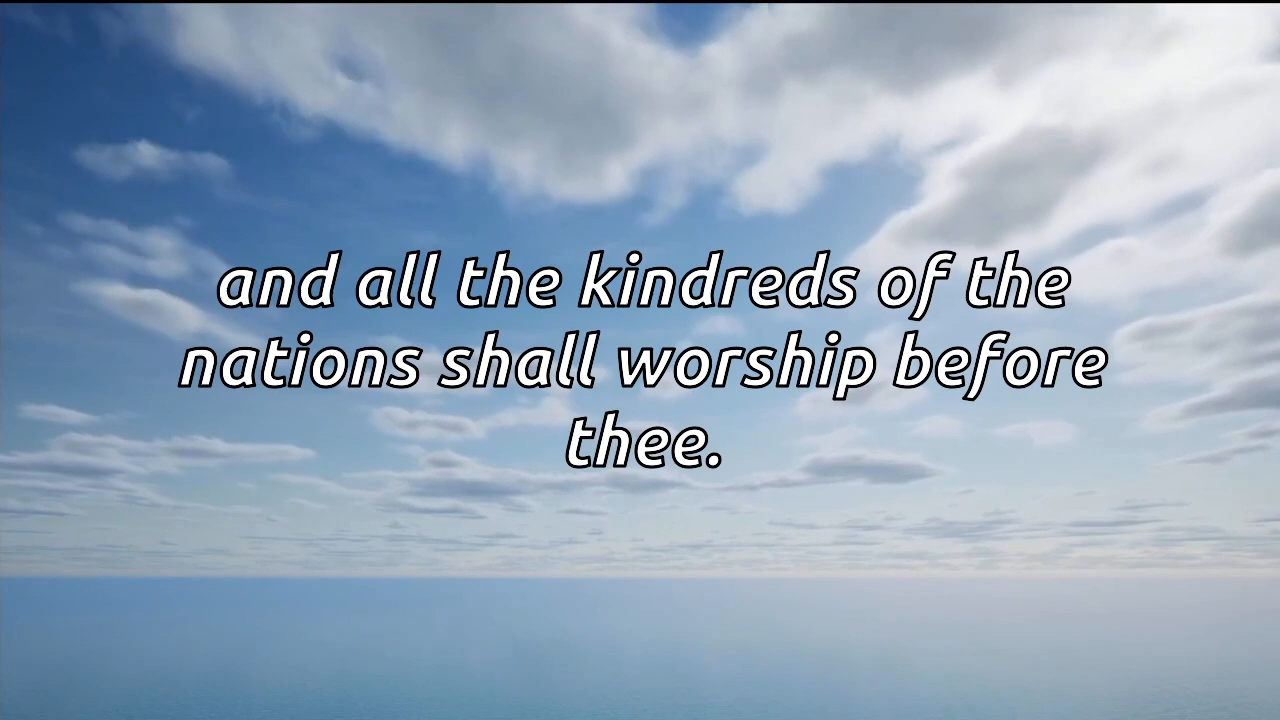 and all the kindreds of the
nations shall worship before
thee.